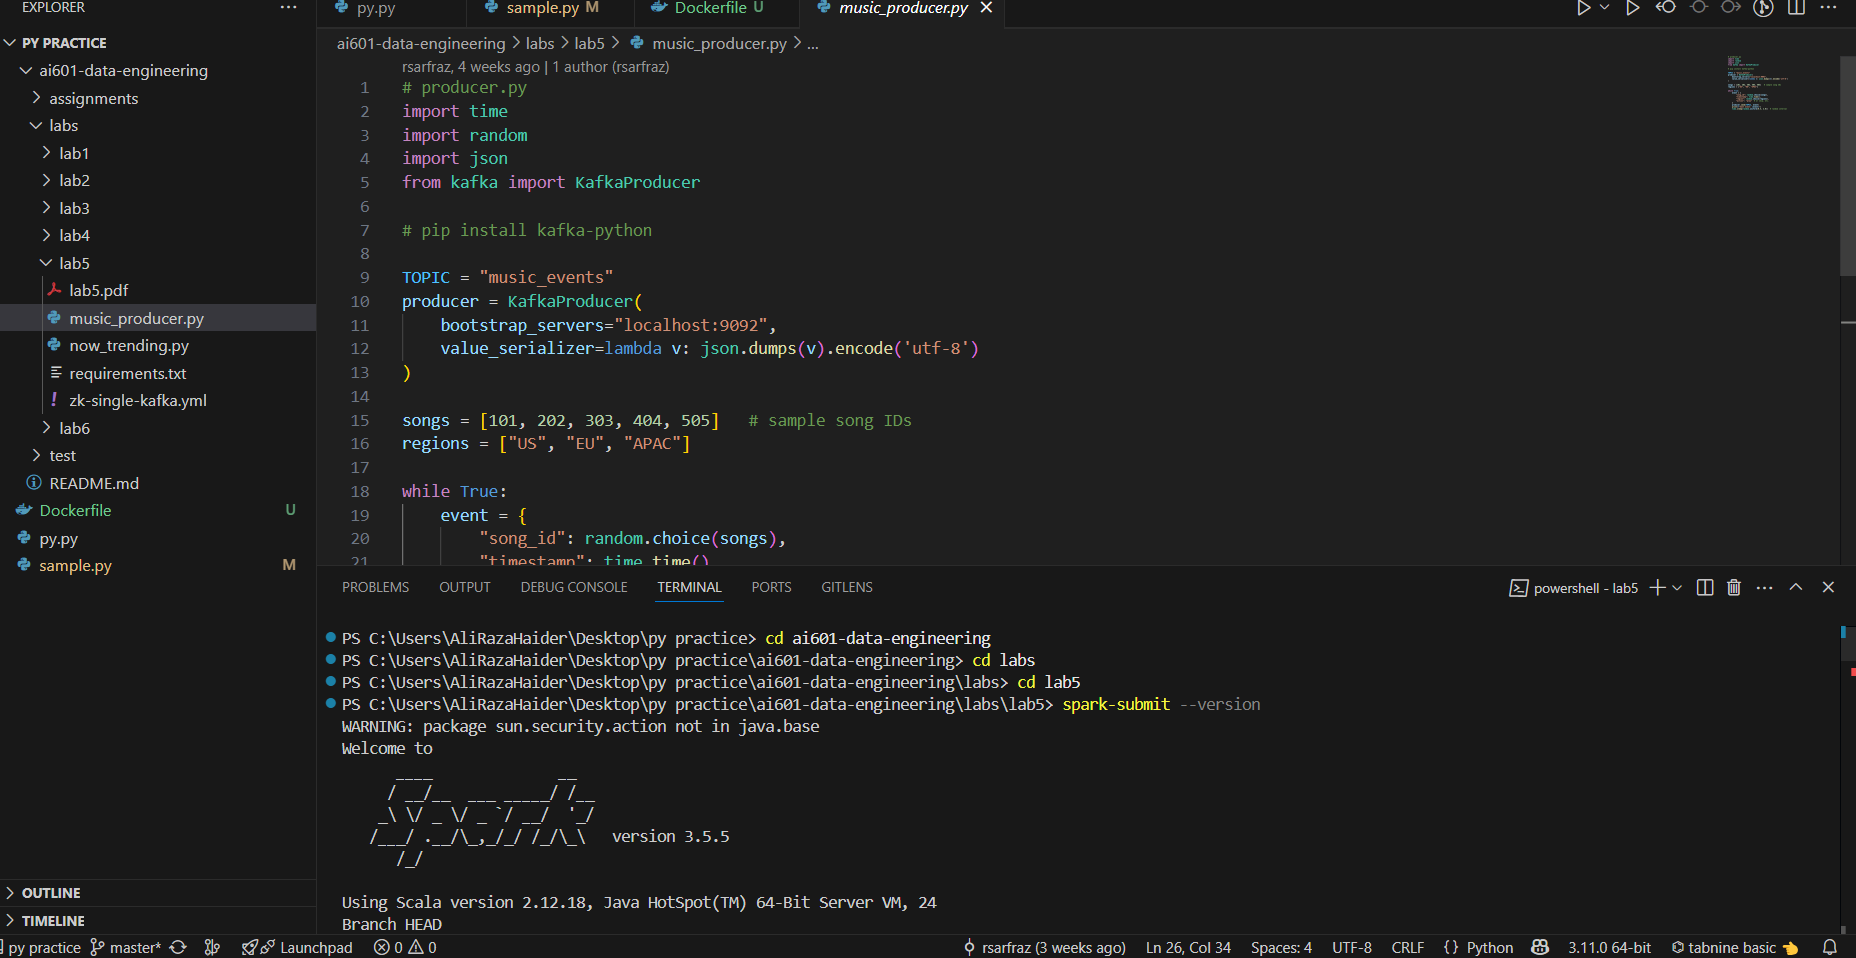 EXPLORER
PY PRACTICE
ai601-data-engineering
assignments
labs
lab1
lab2
lab3
lab4
lab5
lab5.pdf
music_producer.py
now_trending.py
requirements.txt
zk-single-kafka.yml
lab6
test
README.md
Dockerfile U
py.py
sample.py M
OUTLINE
TIMELINE
py.py sample.py M Dockerfile U music_producer.py
ai601-data-engineering > labs > lab5 > music_producer.py > ...
rsarfraz, 4 weeks ago | 1 author (rsarfraz)
1 # producer.py
2 import time
3 import random
4 import json
5 from kafka import KafkaProducer
6
7 # pip install kafka-python
8
9 TOPIC = "music_events"
10 producer = KafkaProducer(
11 bootstrap_servers="localhost:9092",
12 value_serializer=lambda v: json.dumps(v).encode('utf-8')
13 )
14
15 songs = [101, 202, 303, 404, 505] # sample song IDs
16 regions = ["US", "EU", "APAC"]
17
18 while True:
19 event = {
20 "song_id": random.choice(songs),
21 "timestamp": time.time()
PROBLEMS OUTPUT DEBUG CONSOLE TERMINAL PORTS GITLENS
powershell - lab5
PS C:\Users\AliRazaHaider\Desktop\py practice> cd ai601-data-engineering
PS C:\Users\AliRazaHaider\Desktop\py practice\ai601-data-engineering> cd labs
PS C:\Users\AliRazaHaider\Desktop\py practice\ai601-data-engineering\labs> cd lab5
PS C:\Users\AliRazaHaider\Desktop\py practice\ai601-data-engineering\labs\lab5> spark-submit --version
WARNING: package sun.security.action not in java.base
Welcome to
      ____              __
     / __/__  ___ _____/ /__
    _\ \/ _ \/ _ `/ __/  '_/
   /___/ .__/\_,_/_/ /_/\_\   version 3.5.5
      /_/
Using Scala version 2.12.18, Java HotSpot(TM) 64-Bit Server VM, 24
Branch HEAD
py practice master* Launchpad 0 0 rsarfraz (3 weeks ago) Ln 26, Col 34 Spaces: 4 UTF-8 CRLF {} Python 3.11.0 64-bit tabnine basic